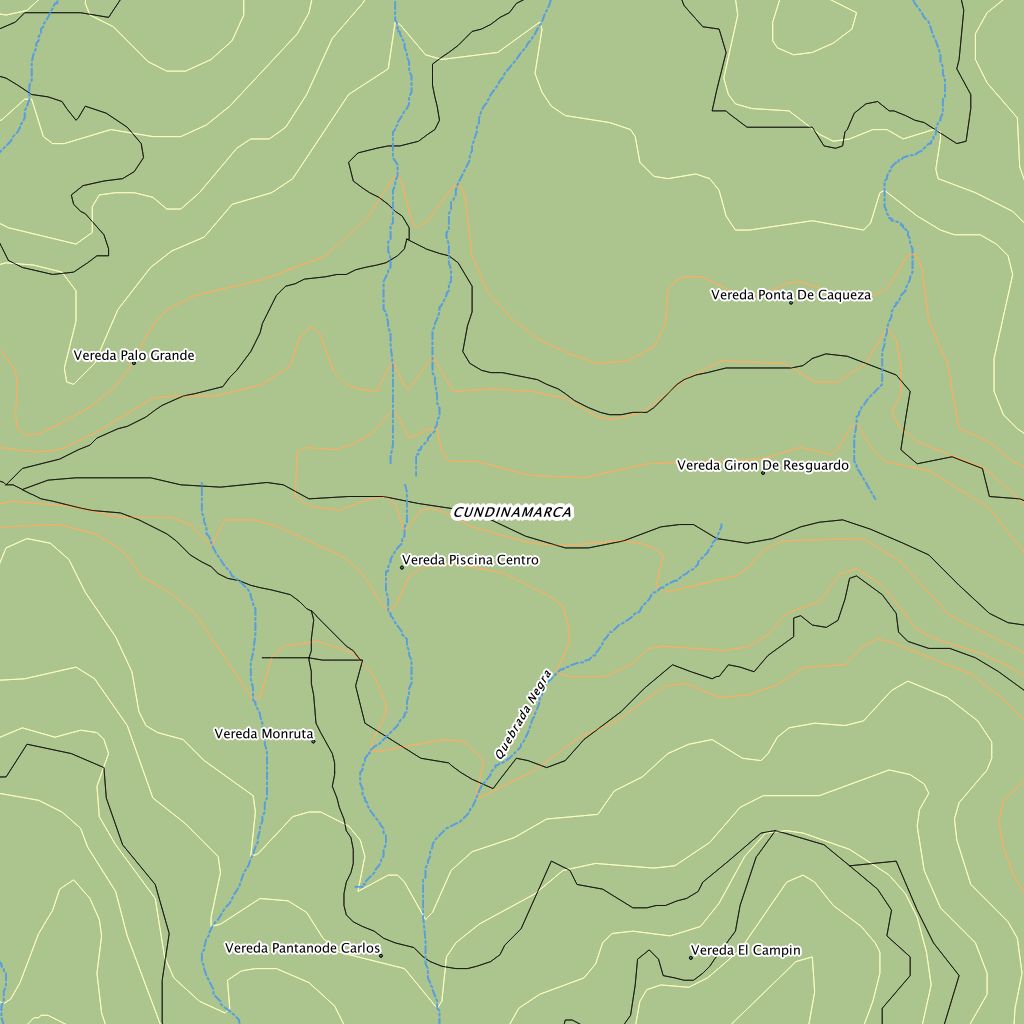 Vereda Ponta De Caqueza
Vereda Palo Grande
Vereda Giron De Resguardo
CUNDINAMARCA
Vereda Piscina Centro
Quebrada Negra
Vereda Monruta
Vereda Pantanode Carlos
Vereda El Campin